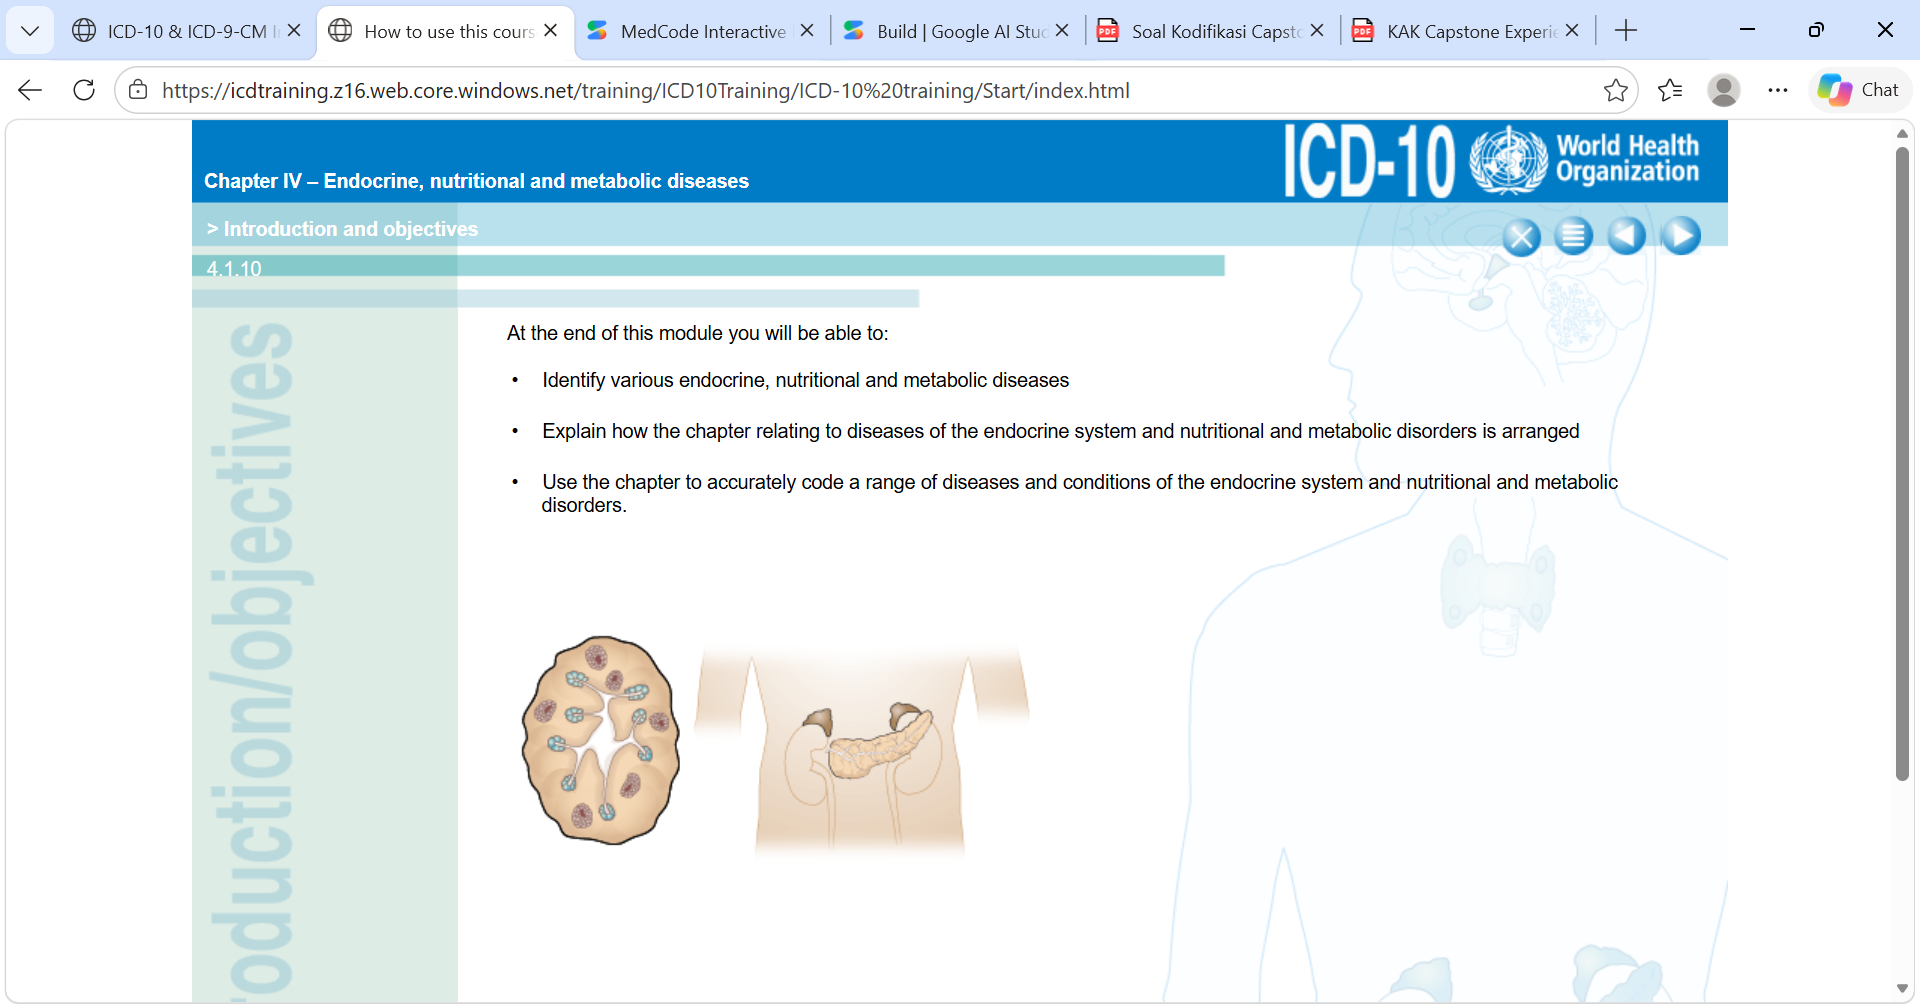 ICD-10 & ICD-9-CM I
How to use this cours
MedCode Interactive
Build | Google AI Stuc
PDF
Soal Kodifikasi Capst
PDF
KAK Capstone Experie
https://icdtraining.z16.web.core.windows.net/training/ICD10Training/ICD-10%20training/Start/index.html
Chat
ICD-10
World Health
Organization
Chapter IV – Endocrine, nutritional and metabolic diseases
> Introduction and objectives
4.1.10
oduction/objectives
At the end of this module you will be able to:
• Identify various endocrine, nutritional and metabolic diseases
• Explain how the chapter relating to diseases of the endocrine system and nutritional and metabolic disorders is arranged
• Use the chapter to accurately code a range of diseases and conditions of the endocrine system and nutritional and metabolic
disorders.